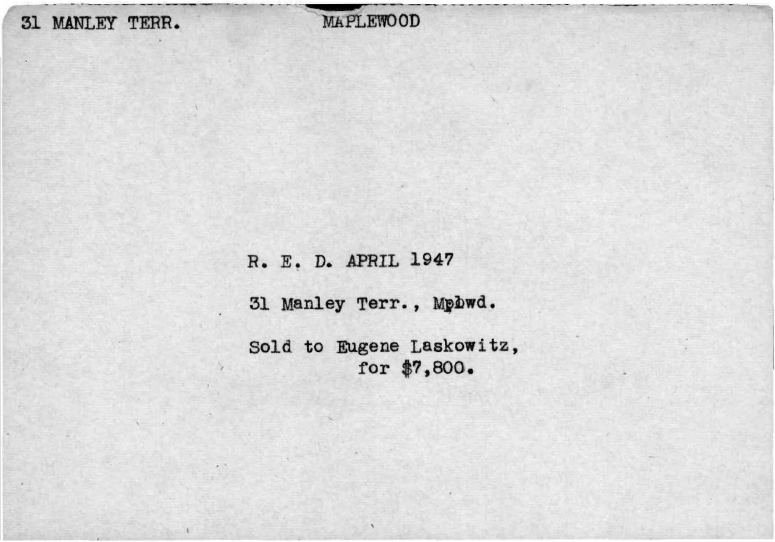 31 MANLEY TERR. MAPLEWOOD
R. E. D. APRIL 1947
31 Manley Terr., Mplwd.
Sold to Eugene Laskowitz,
for $7,800.